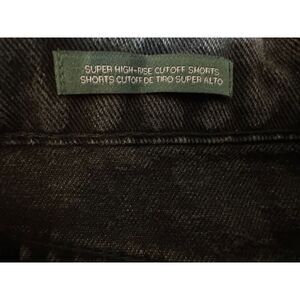 SUPER HIGH-RISE CUTOFF SHORTS
SHORTS CUTOFF DE TIRO SUPER ALTO